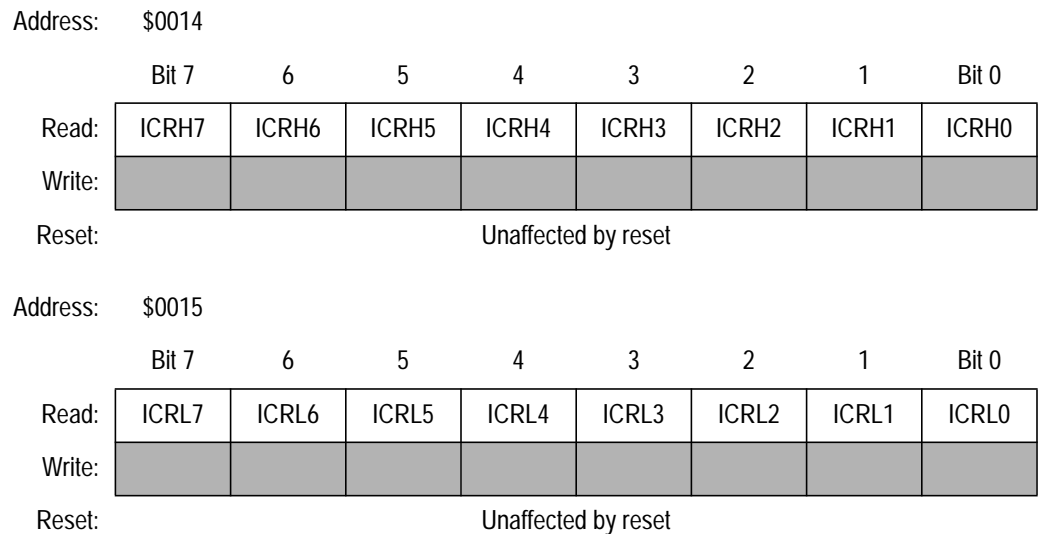 Address: $0014
Bit 7 6 5 4 3 2 1 Bit 0
Read: ICRH7 ICRH6 ICRH5 ICRH4 ICRH3 ICRH2 ICRH1 ICRH0
Write:
Reset: Unaffected by reset
Address: $0015
Bit 7 6 5 4 3 2 1 Bit 0
Read: ICRL7 ICRL6 ICRL5 ICRL4 ICRL3 ICRL2 ICRL1 ICRL0
Write:
Reset: Unaffected by reset